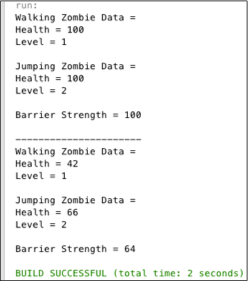 run:
Walking Zombie Data =
Health = 100
Level = 1
Jumping Zombie Data =
Health = 100
Level = 2
Barrier Strength = 100
----------------------
Walking Zombie Data =
Health = 42
Level = 1
Jumping Zombie Data =
Health = 66
Level = 2
Barrier Strength = 64
BUILD SUCCESSFUL (total time: 2 seconds)